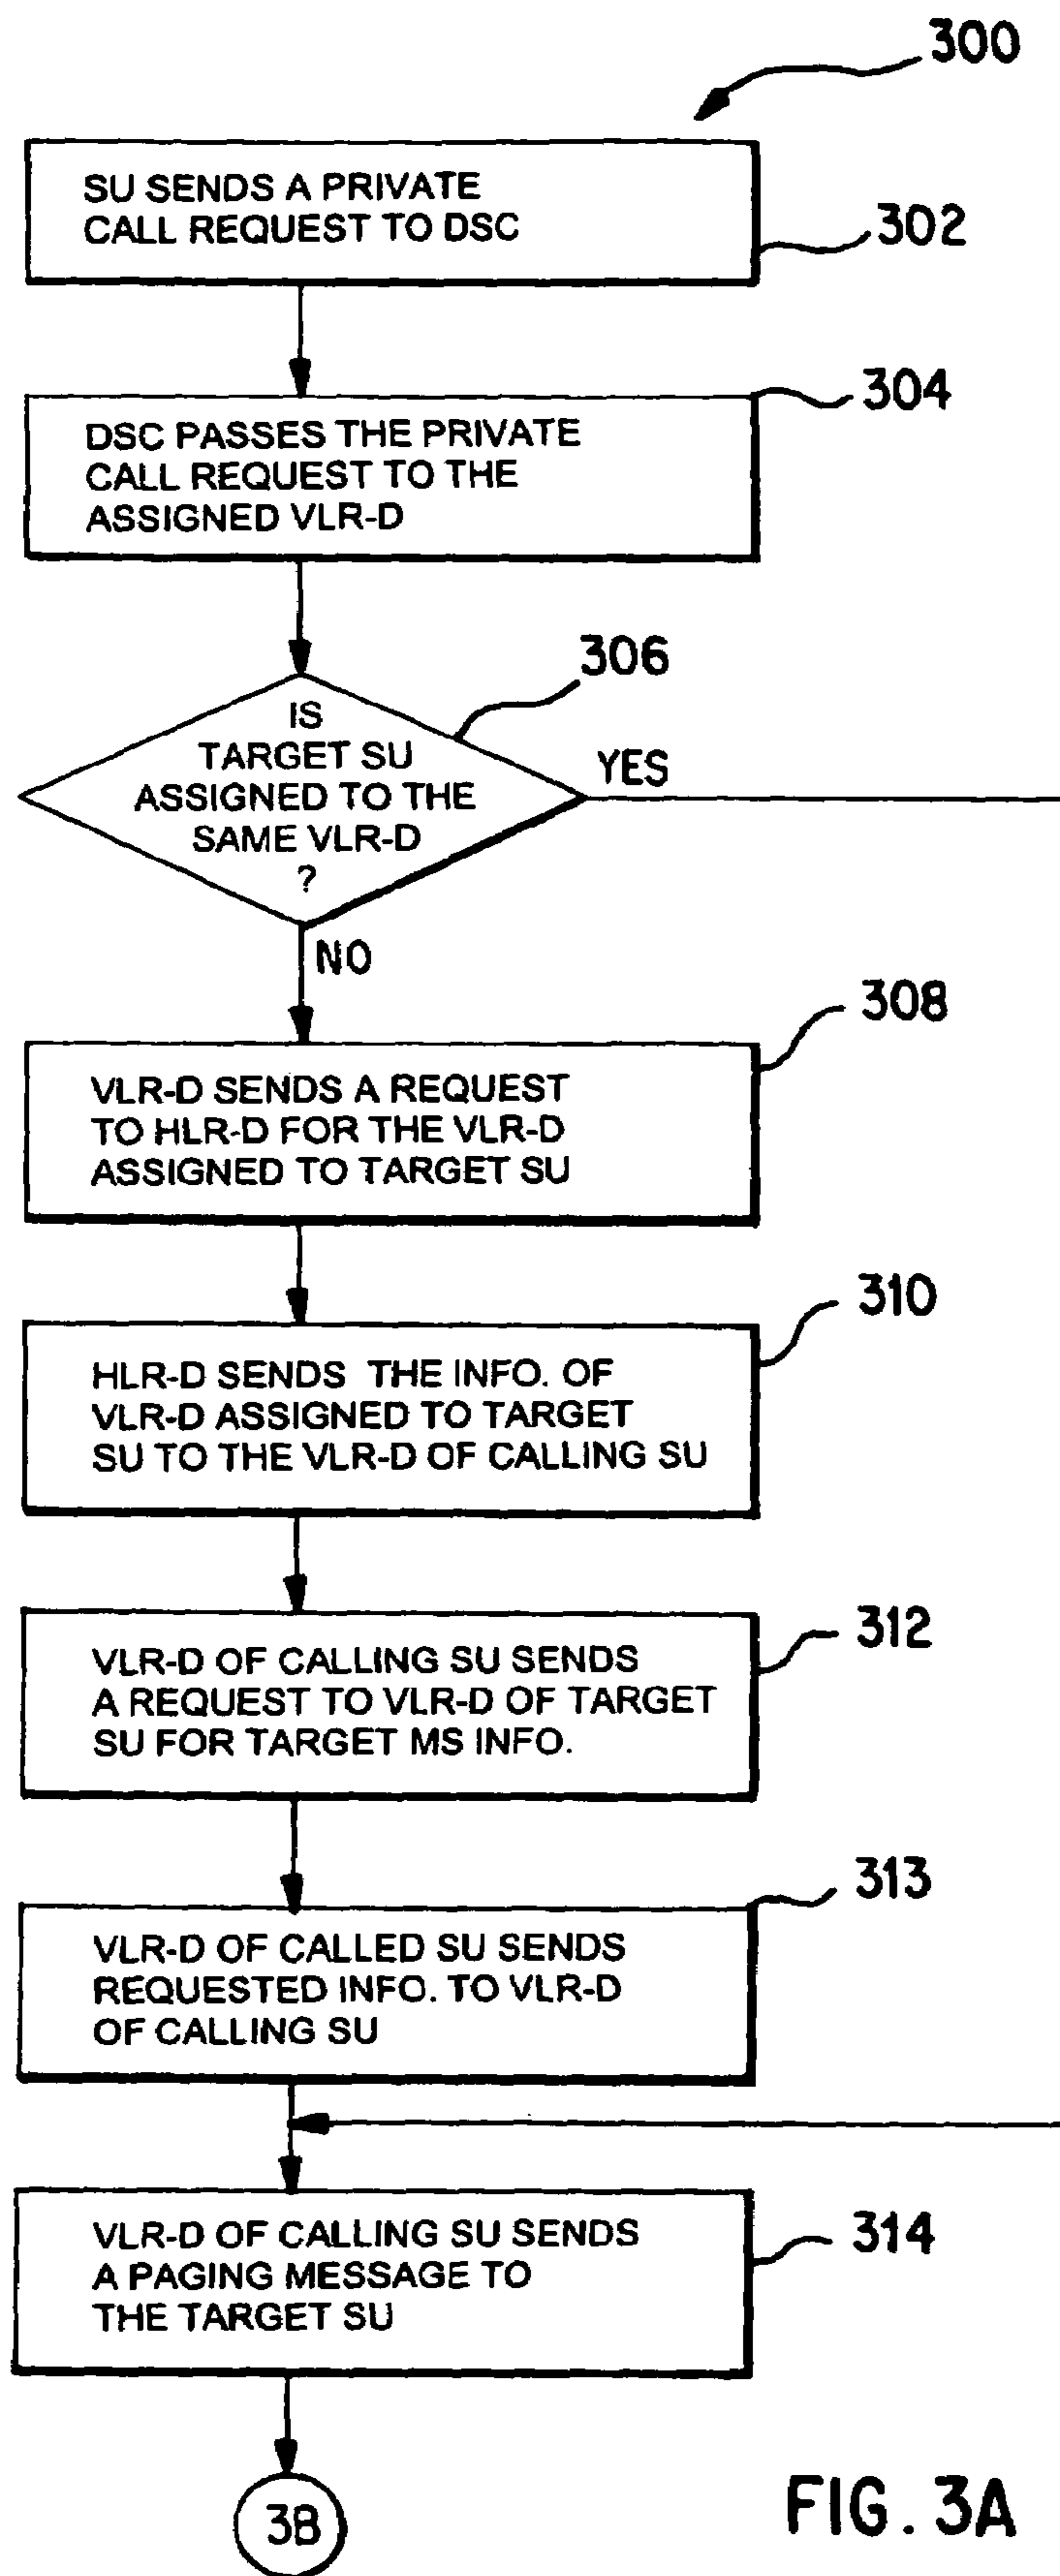 300
SU SENDS A PRIVATE
CALL REQUEST TO DSC
302
DSC PASSES THE PRIVATE
CALL REQUEST TO THE
ASSIGNED VLR-D
304
306
IS
TARGET SU
ASSIGNED TO THE
SAME VLR-D
?
YES
NO
308
VLR-D SENDS A REQUEST
TO HLR-D FOR THE VLR-D
ASSIGNED TO TARGET SU
310
HLR-D SENDS THE INFO. OF
VLR-D ASSIGNED TO TARGET
SU TO THE VLR-D OF CALLING SU
312
VLR-D OF CALLING SU SENDS
A REQUEST TO VLR-D OF TARGET
SU FOR TARGET MS INFO.
313
VLR-D OF CALLED SU SENDS
REQUESTED INFO. TO VLR-D
OF CALLING SU
314
VLR-D OF CALLING SU SENDS
A PAGING MESSAGE TO
THE TARGET SU
3B
FIG. 3A